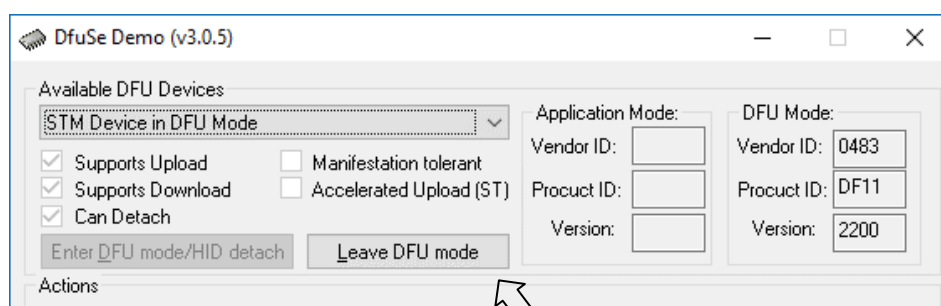 DfuSe Demo (v3.0.5)
Available DFU Devices
STM Device in DFU Mode
Supports Upload
Manifestation tolerant
Supports Download
Accelerated Upload (ST)
Can Detach
Enter DFU mode/HID detach
Leave DFU mode
Application Mode:
Vendor ID:
Procuct ID:
Version:
DFU Mode:
Vendor ID: 0483
Procuct ID: DF11
Version: 2200
Actions